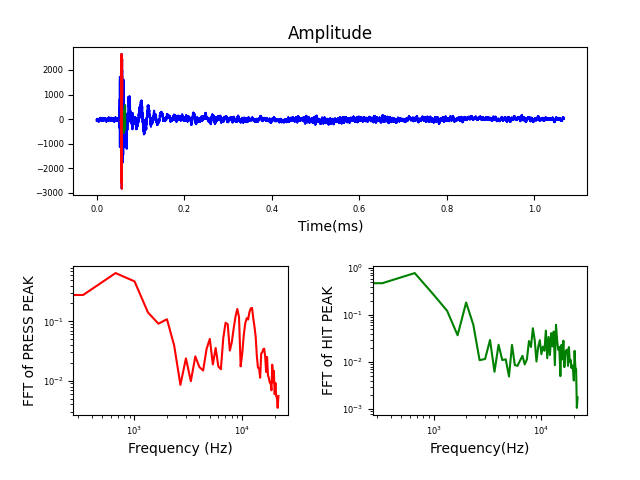 Amplitude
2000
1000
0
−1000
−2000
−3000
0.0 0.2 0.4 0.6 0.8 1.0
Time(ms)
FFT of PRESS PEAK
10⁻¹
10⁻²
10³ 10⁴
Frequency (Hz)
FFT of HIT PEAK
10⁰
10⁻¹
10⁻²
10⁻³
10³ 10⁴
Frequency(Hz)